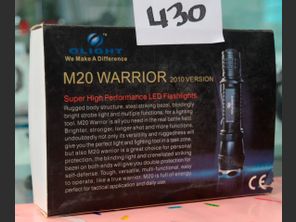 430
OLIGHT
We Make A Difference
M20 WARRIOR 2010 VERSION
Super High Performance LED Flashlights
Rugged body structure, steel striking bezel, blindingly
bright strobe light and multiple functions, for a lighting
tool. M20 Warrior is all you need in the real battle field.
Brighter, stronger, longer shot and more functions,
undoubtedly not only its versatility and ruggedness will
give you the perfect light and lighting tool in a task zone,
but also M20 warrior is a great choice for personal
protection, the blinding light and crenelated striking
bezel on both ends will give you double protection for
self-defense. Tough, versatile, multi-functional, easy
to operate, like a true warrior. M20 is full of energy,
perfect for tactical application and daily use.
CE